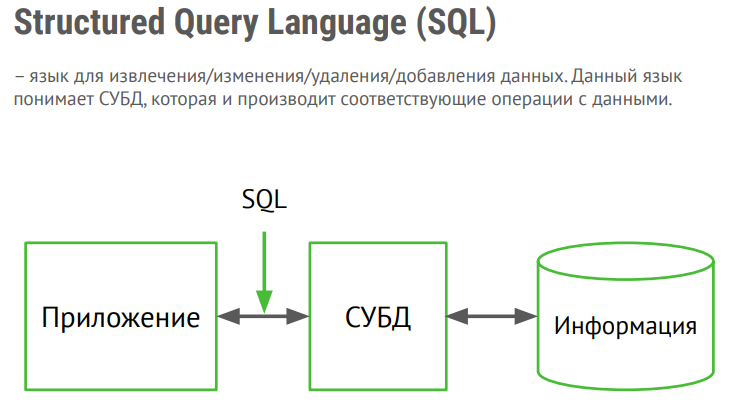 Structured Query Language (SQL)
– язык для извлечения/изменения/удаления/добавления данных. Данный язык
понимает СУБД, которая и производит соответствующие операции с данными.
SQL
Приложение
СУБД
Информация